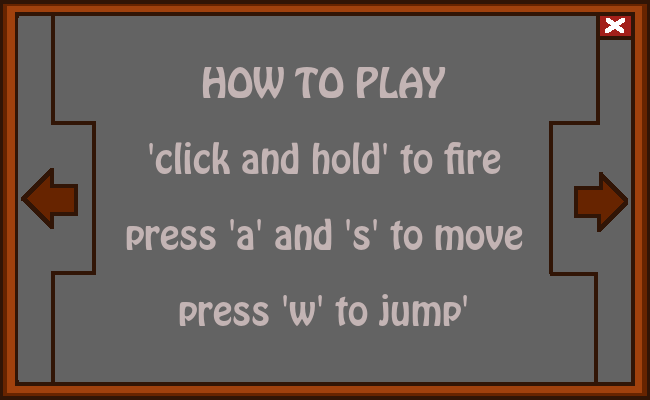 HOW TO PLAY
'click and hold' to fire
press 'a' and 's' to move
press 'w' to jump'